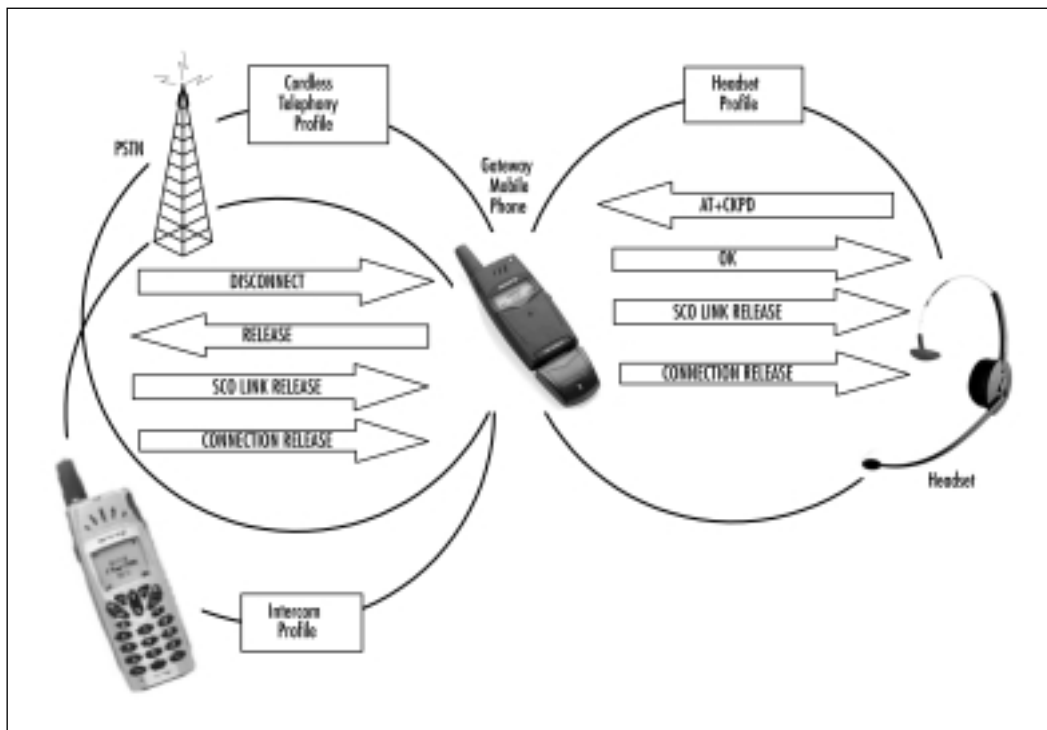 Cordless
Telephony
Profile
Headset
Profile
PSTN
Gateway
Mobile
Phone
AT+CKPD
OK
DISCONNECT
SCO LINK RELEASE
RELEASE
CONNECTION RELEASE
SCO LINK RELEASE
CONNECTION RELEASE
Headset
Intercom
Profile